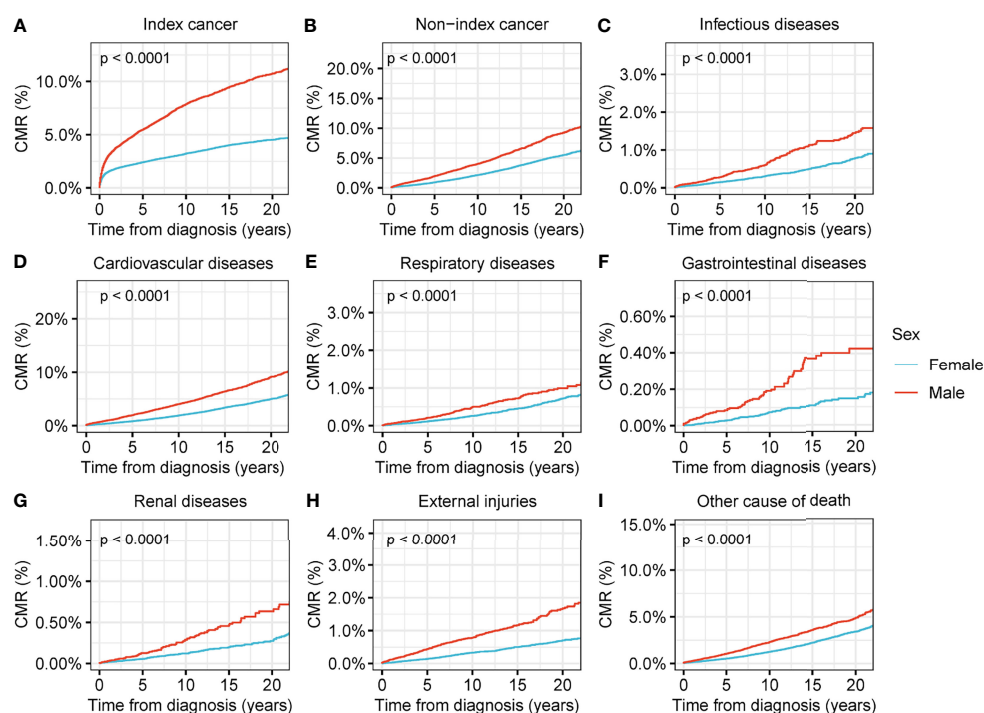 A Index cancer
p < 0.0001
CMR (%)
10.0%
5.0%
0.0%
0 5 10 15 20
Time from diagnosis (years)
B Non−index cancer
p < 0.0001
CMR (%)
20.0%
15.0%
10.0%
5.0%
0.0%
0 5 10 15 20
Time from diagnosis (years)
C Infectious diseases
p < 0.0001
CMR (%)
3.0%
2.0%
1.0%
0.0%
0 5 10 15 20
Time from diagnosis (years)
D Cardiovascular diseases
p < 0.0001
CMR (%)
20%
10%
0%
0 5 10 15 20
Time from diagnosis (years)
E Respiratory diseases
p < 0.0001
CMR (%)
3.0%
2.0%
1.0%
0.0%
0 5 10 15 20
Time from diagnosis (years)
F Gastrointestinal diseases
p < 0.0001
CMR (%)
0.60%
0.40%
0.20%
0.00%
0 5 10 15 20
Time from diagnosis (years)
Sex
Female
Male
G Renal diseases
p < 0.0001
CMR (%)
1.50%
1.00%
0.50%
0.00%
0 5 10 15 20
Time from diagnosis (years)
H External injuries
p < 0.0001
CMR (%)
4.0%
3.0%
2.0%
1.0%
0.0%
0 5 10 15 20
Time from diagnosis (years)
I Other cause of death
p < 0.0001
CMR (%)
15.0%
10.0%
5.0%
0.0%
0 5 10 15 20
Time from diagnosis (years)